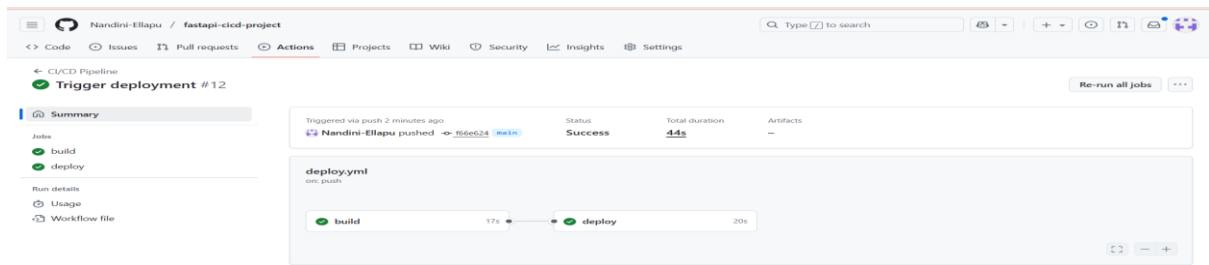 Nandini-Ellapu / fastapi-cicd-project
Type / to search
Code Issues Pull requests Actions Projects Wiki Security Insights Settings
← CI/CD Pipeline
Trigger deployment #12
Re-run all jobs
Summary
Jobs
build
deploy
Run details
Usage
Workflow file
Triggered via push 2 minutes ago Status Total duration Artifacts
Nandini-Ellapu pushed f66e624 main Success 44s –
deploy.yml
on: push
build 17s deploy 20s